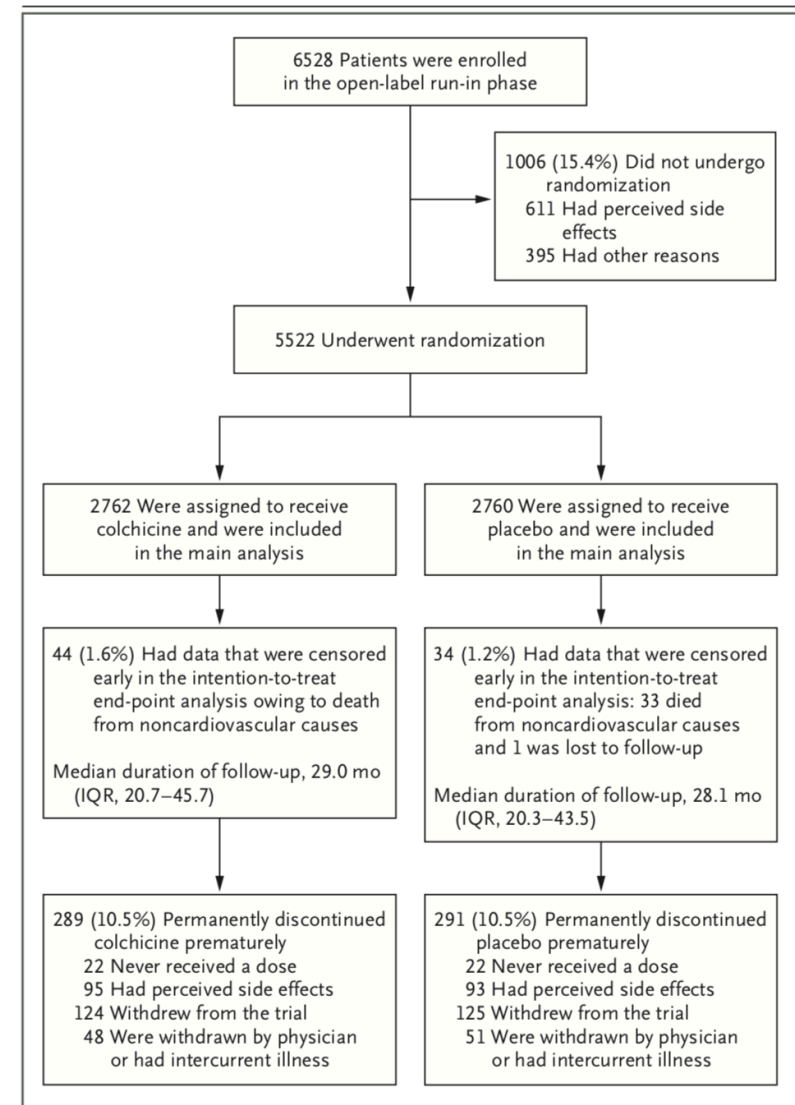 6528 Patients were enrolled
in the open-label run-in phase
1006 (15.4%) Did not undergo
randomization
611 Had perceived side
effects
395 Had other reasons
5522 Underwent randomization
2762 Were assigned to receive
colchicine and were included
in the main analysis
2760 Were assigned to receive
placebo and were included
in the main analysis
44 (1.6%) Had data that were censored
early in the intention-to-treat
end-point analysis owing to death
from noncardiovascular causes
Median duration of follow-up, 29.0 mo
(IQR, 20.7–45.7)
34 (1.2%) Had data that were censored
early in the intention-to-treat
end-point analysis: 33 died
from noncardiovascular causes
and 1 was lost to follow-up
Median duration of follow-up, 28.1 mo
(IQR, 20.3–43.5)
289 (10.5%) Permanently discontinued
colchicine prematurely
22 Never received a dose
95 Had perceived side effects
124 Withdrew from the trial
48 Were withdrawn by physician
or had intercurrent illness
291 (10.5%) Permanently discontinued
placebo prematurely
22 Never received a dose
93 Had perceived side effects
125 Withdrew from the trial
51 Were withdrawn by physician
or had intercurrent illness